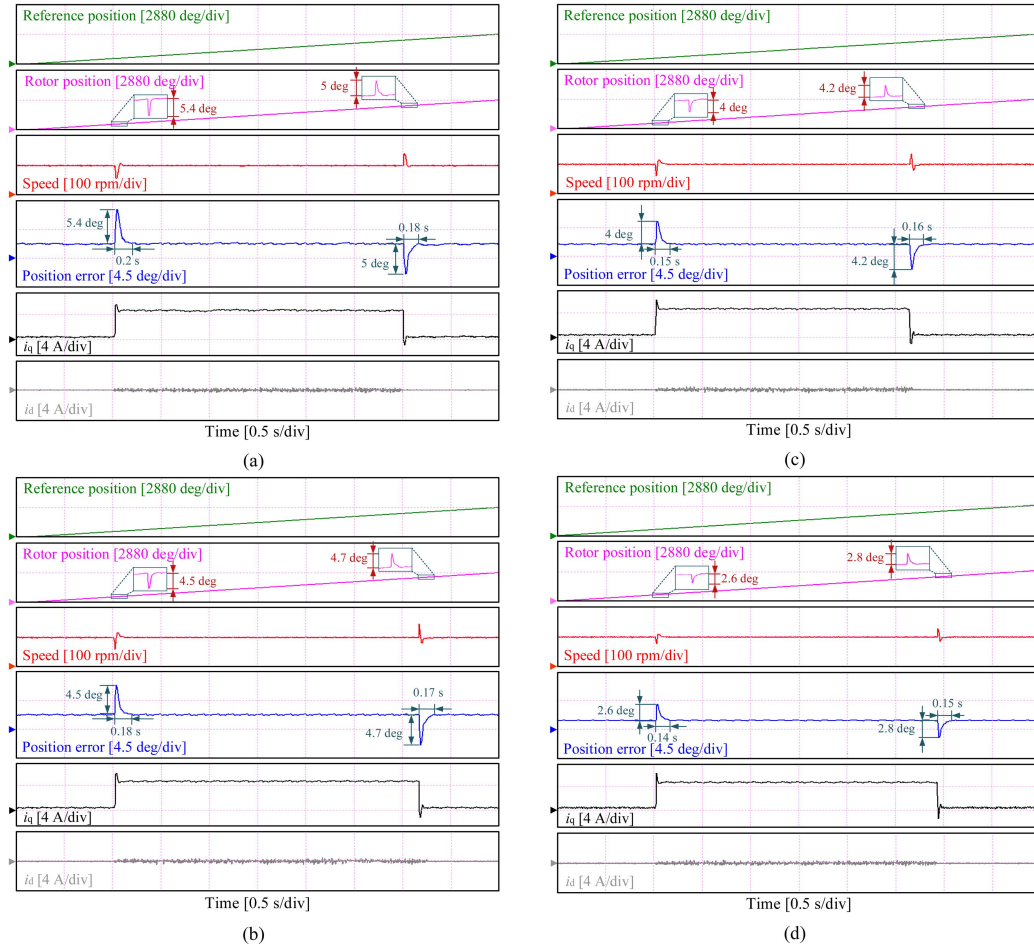 Reference position [2880 deg/div]
Rotor position [2880 deg/div]
5.4 deg
5 deg
Speed [100 rpm/div]
5.4 deg
0.2 s
0.18 s
5 deg
Position error [4.5 deg/div]
iq [4 A/div]
id [4 A/div]
Time [0.5 s/div]
(a)
Reference position [2880 deg/div]
Rotor position [2880 deg/div]
4.5 deg
4.7 deg
Speed [100 rpm/div]
4.5 deg
0.18 s
0.17 s
4.7 deg
Position error [4.5 deg/div]
iq [4 A/div]
id [4 A/div]
Time [0.5 s/div]
(b)
Reference position [2880 deg/div]
Rotor position [2880 deg/div]
4 deg
4.2 deg
Speed [100 rpm/div]
4 deg
0.15 s
0.16 s
4.2 deg
Position error [4.5 deg/div]
iq [4 A/div]
id [4 A/div]
Time [0.5 s/div]
(c)
Reference position [2880 deg/div]
Rotor position [2880 deg/div]
2.6 deg
2.8 deg
Speed [100 rpm/div]
2.6 deg
0.14 s
0.15 s
2.8 deg
Position error [4.5 deg/div]
iq [4 A/div]
id [4 A/div]
Time [0.5 s/div]
(d)